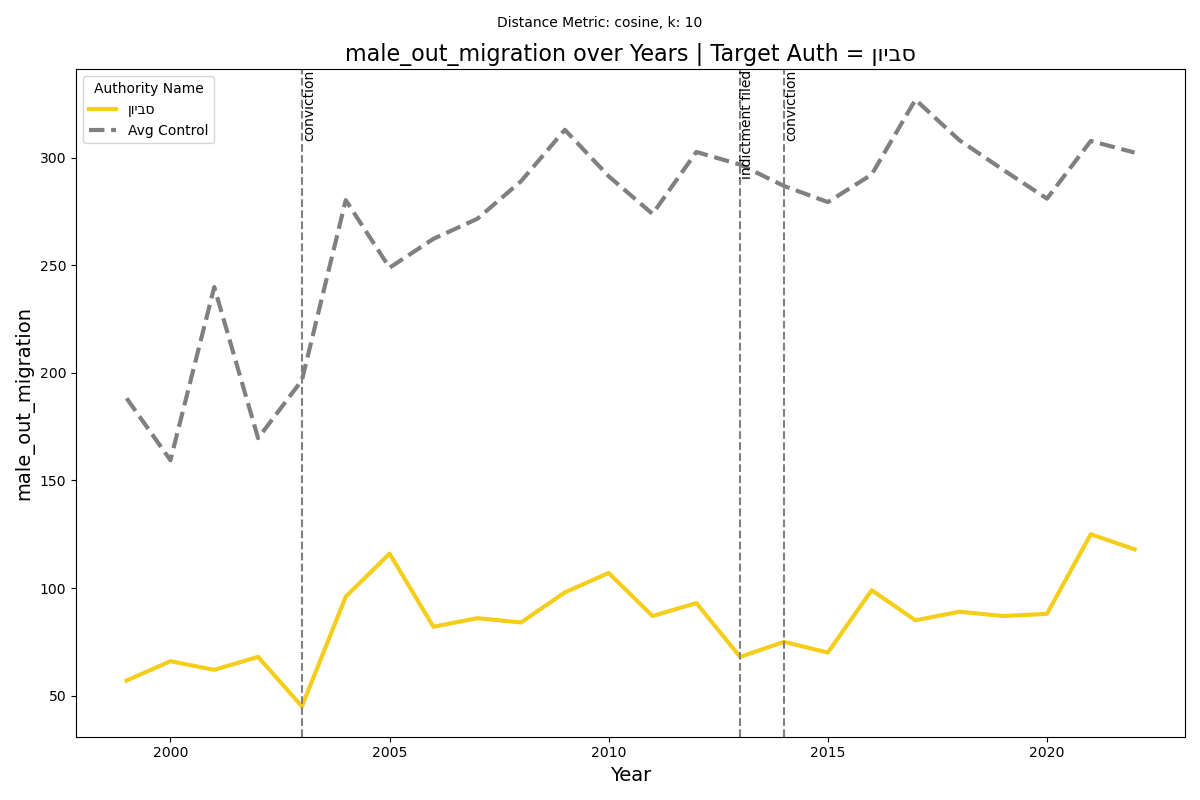 Distance Metric: cosine, k: 10
male_out_migration over Years | Target Auth = סביון
Authority Name
סביון
Avg Control
conviction
indictment filed
conviction
male_out_migration
300
250
200
150
100
50
2000
2005
2010
2015
2020
Year